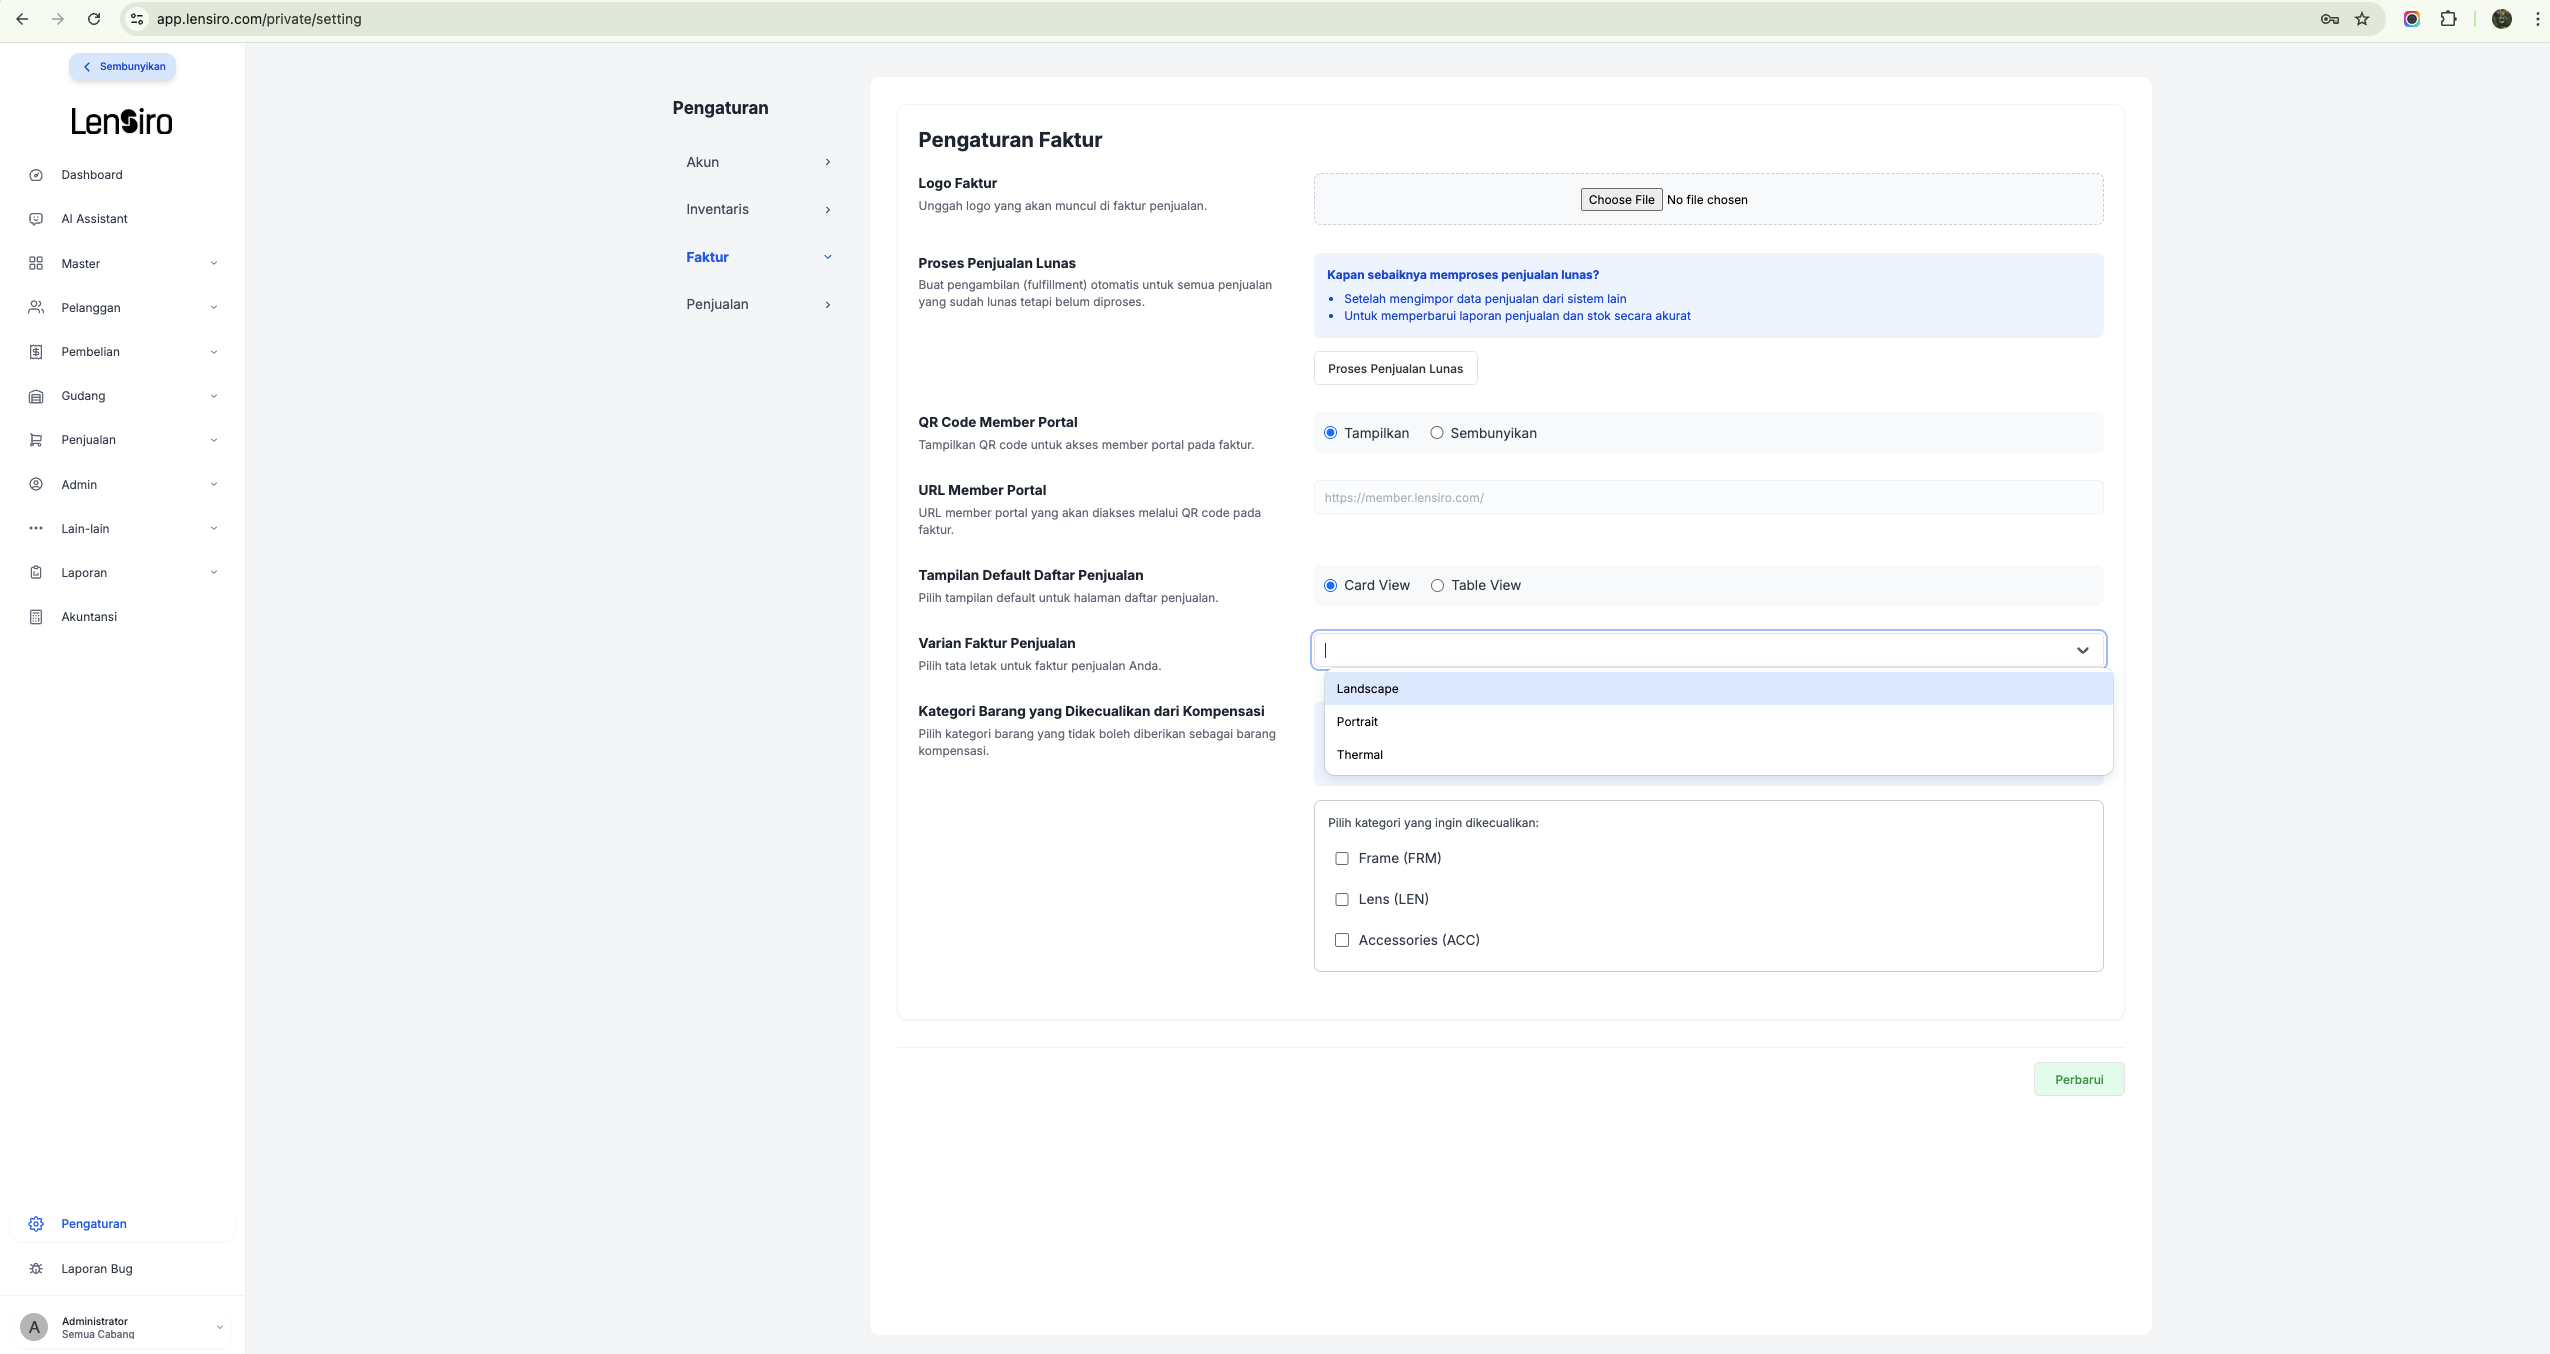 app.lensiro.com/private/setting
Sembunyikan
Lensiro
Dashboard
AI Assistant
Master
Pelanggan
Pembelian
Gudang
Penjualan
Admin
Lain-lain
Laporan
Akuntansi
Pengaturan
Laporan Bug
A
Administrator
Semua Cabang
Pengaturan
Akun
Inventaris
Faktur
Penjualan
Pengaturan Faktur
Logo Faktur
Unggah logo yang akan muncul di faktur penjualan.
Choose File No file chosen
Proses Penjualan Lunas
Buat pengambilan (fulfillment) otomatis untuk semua penjualan
yang sudah lunas tetapi belum diproses.
Kapan sebaiknya memproses penjualan lunas?
• Setelah mengimpor data penjualan dari sistem lain
• Untuk memperbarui laporan penjualan dan stok secara akurat
Proses Penjualan Lunas
QR Code Member Portal
Tampilkan QR code untuk akses member portal pada faktur.
Tampilkan Sembunyikan
URL Member Portal
URL member portal yang akan diakses melalui QR code pada
faktur.
https://member.lensiro.com/
Tampilan Default Daftar Penjualan
Pilih tampilan default untuk halaman daftar penjualan.
Card View Table View
Varian Faktur Penjualan
Pilih tata letak untuk faktur penjualan Anda.
Landscape
Portrait
Thermal
Kategori Barang yang Dikecualikan dari Kompensasi
Pilih kategori barang yang tidak boleh diberikan sebagai barang
kompensasi.
Pilih kategori yang ingin dikecualikan:
Frame (FRM)
Lens (LEN)
Accessories (ACC)
Perbarui